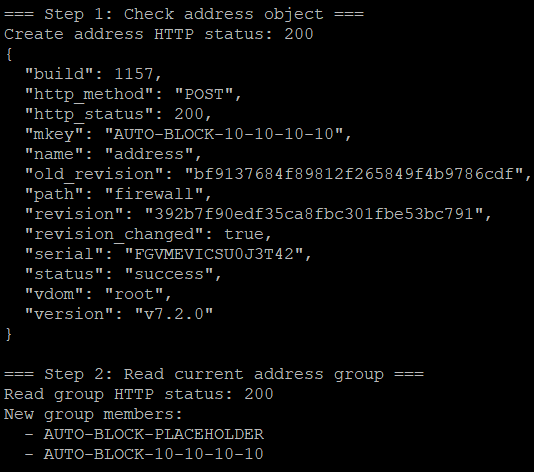 === Step 1: Check address object ===
Create address HTTP status: 200
{
  "build": 1157,
  "http_method": "POST",
  "http_status": 200,
  "mkey": "AUTO-BLOCK-10-10-10-10",
  "name": "address",
  "old_revision": "bf9137684f89812f265849f4b9786cdf",
  "path": "firewall",
  "revision": "392b7f90edf35ca8fbc301fbe53bc791",
  "revision_changed": true,
  "serial": "FGVMEVICSU0J3T42",
  "status": "success",
  "vdom": "root",
  "version": "v7.2.0"
}

=== Step 2: Read current address group ===
Read group HTTP status: 200
New group members:
  - AUTO-BLOCK-PLACEHOLDER
  - AUTO-BLOCK-10-10-10-10